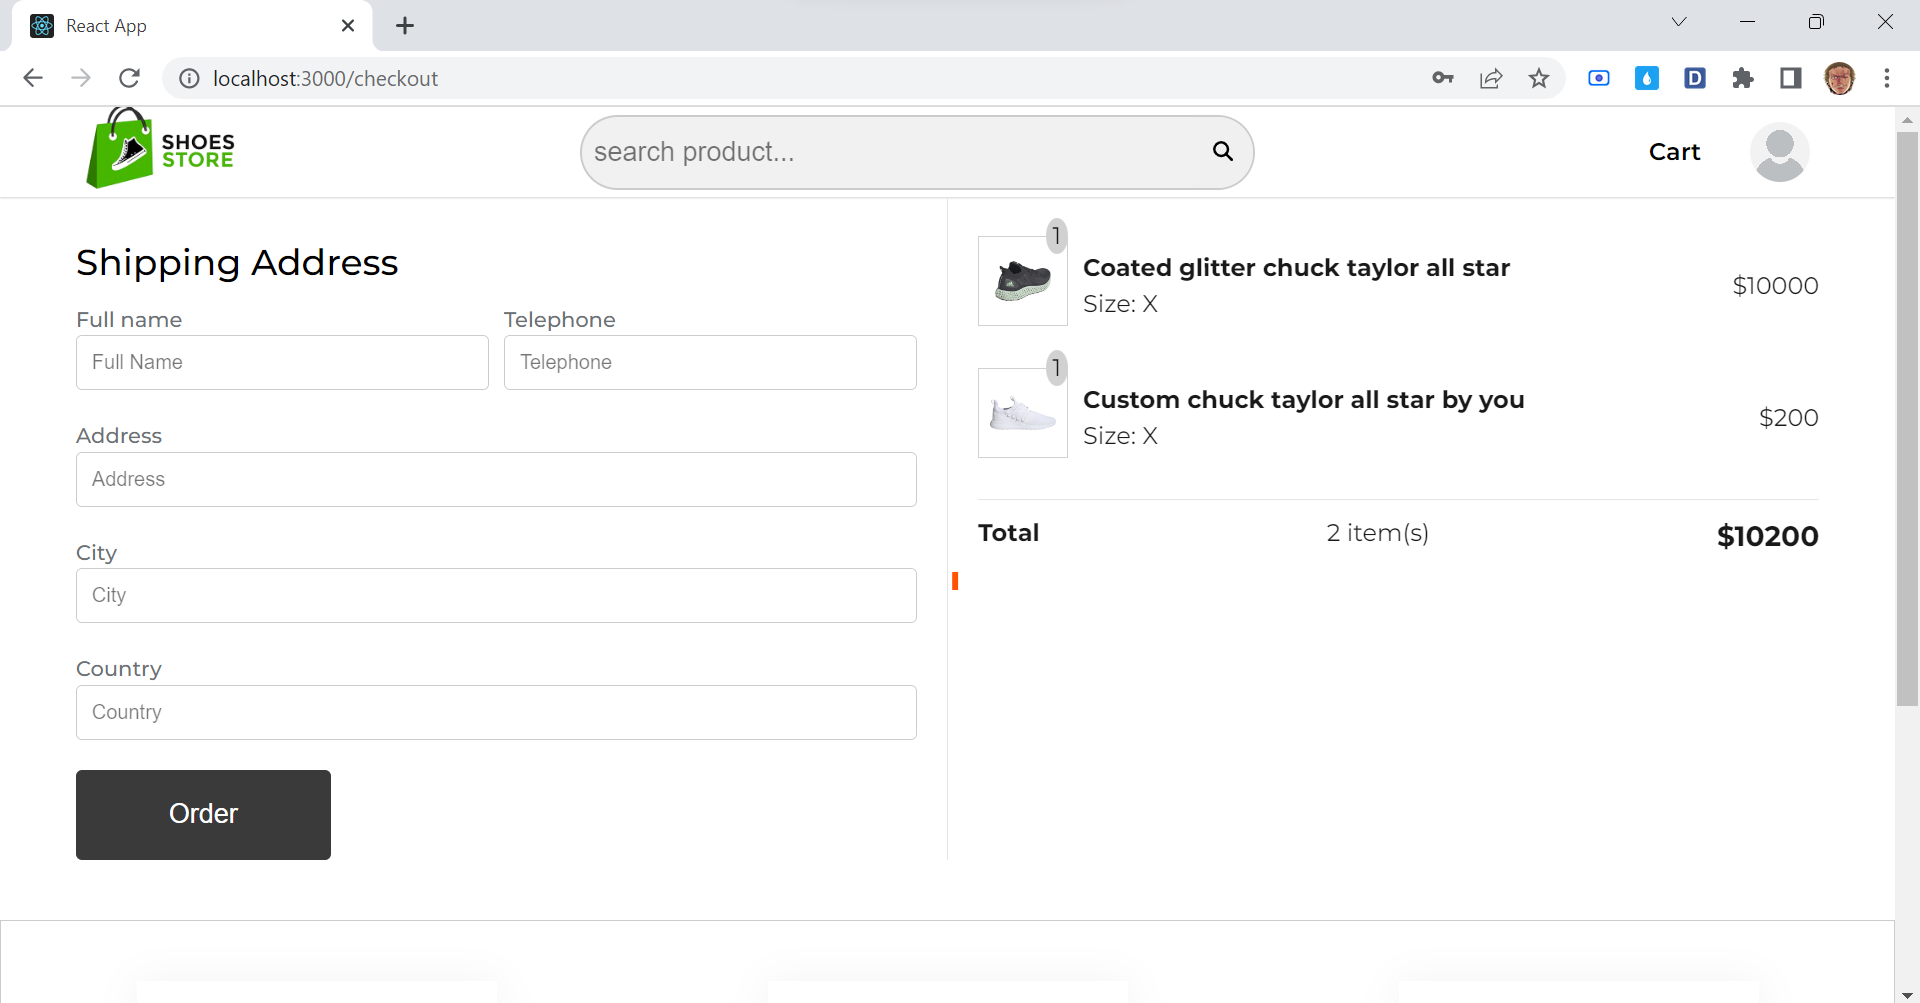 React App
localhost:3000/checkout
SHOES
STORE
search product...
Cart
Shipping Address
Full name
Telephone
Full Name
Telephone
Address
Address
City
City
Country
Country
Order
1
Coated glitter chuck taylor all star
Size: X
$10000
1
Custom chuck taylor all star by you
Size: X
$200
Total
2 item(s)
$10200